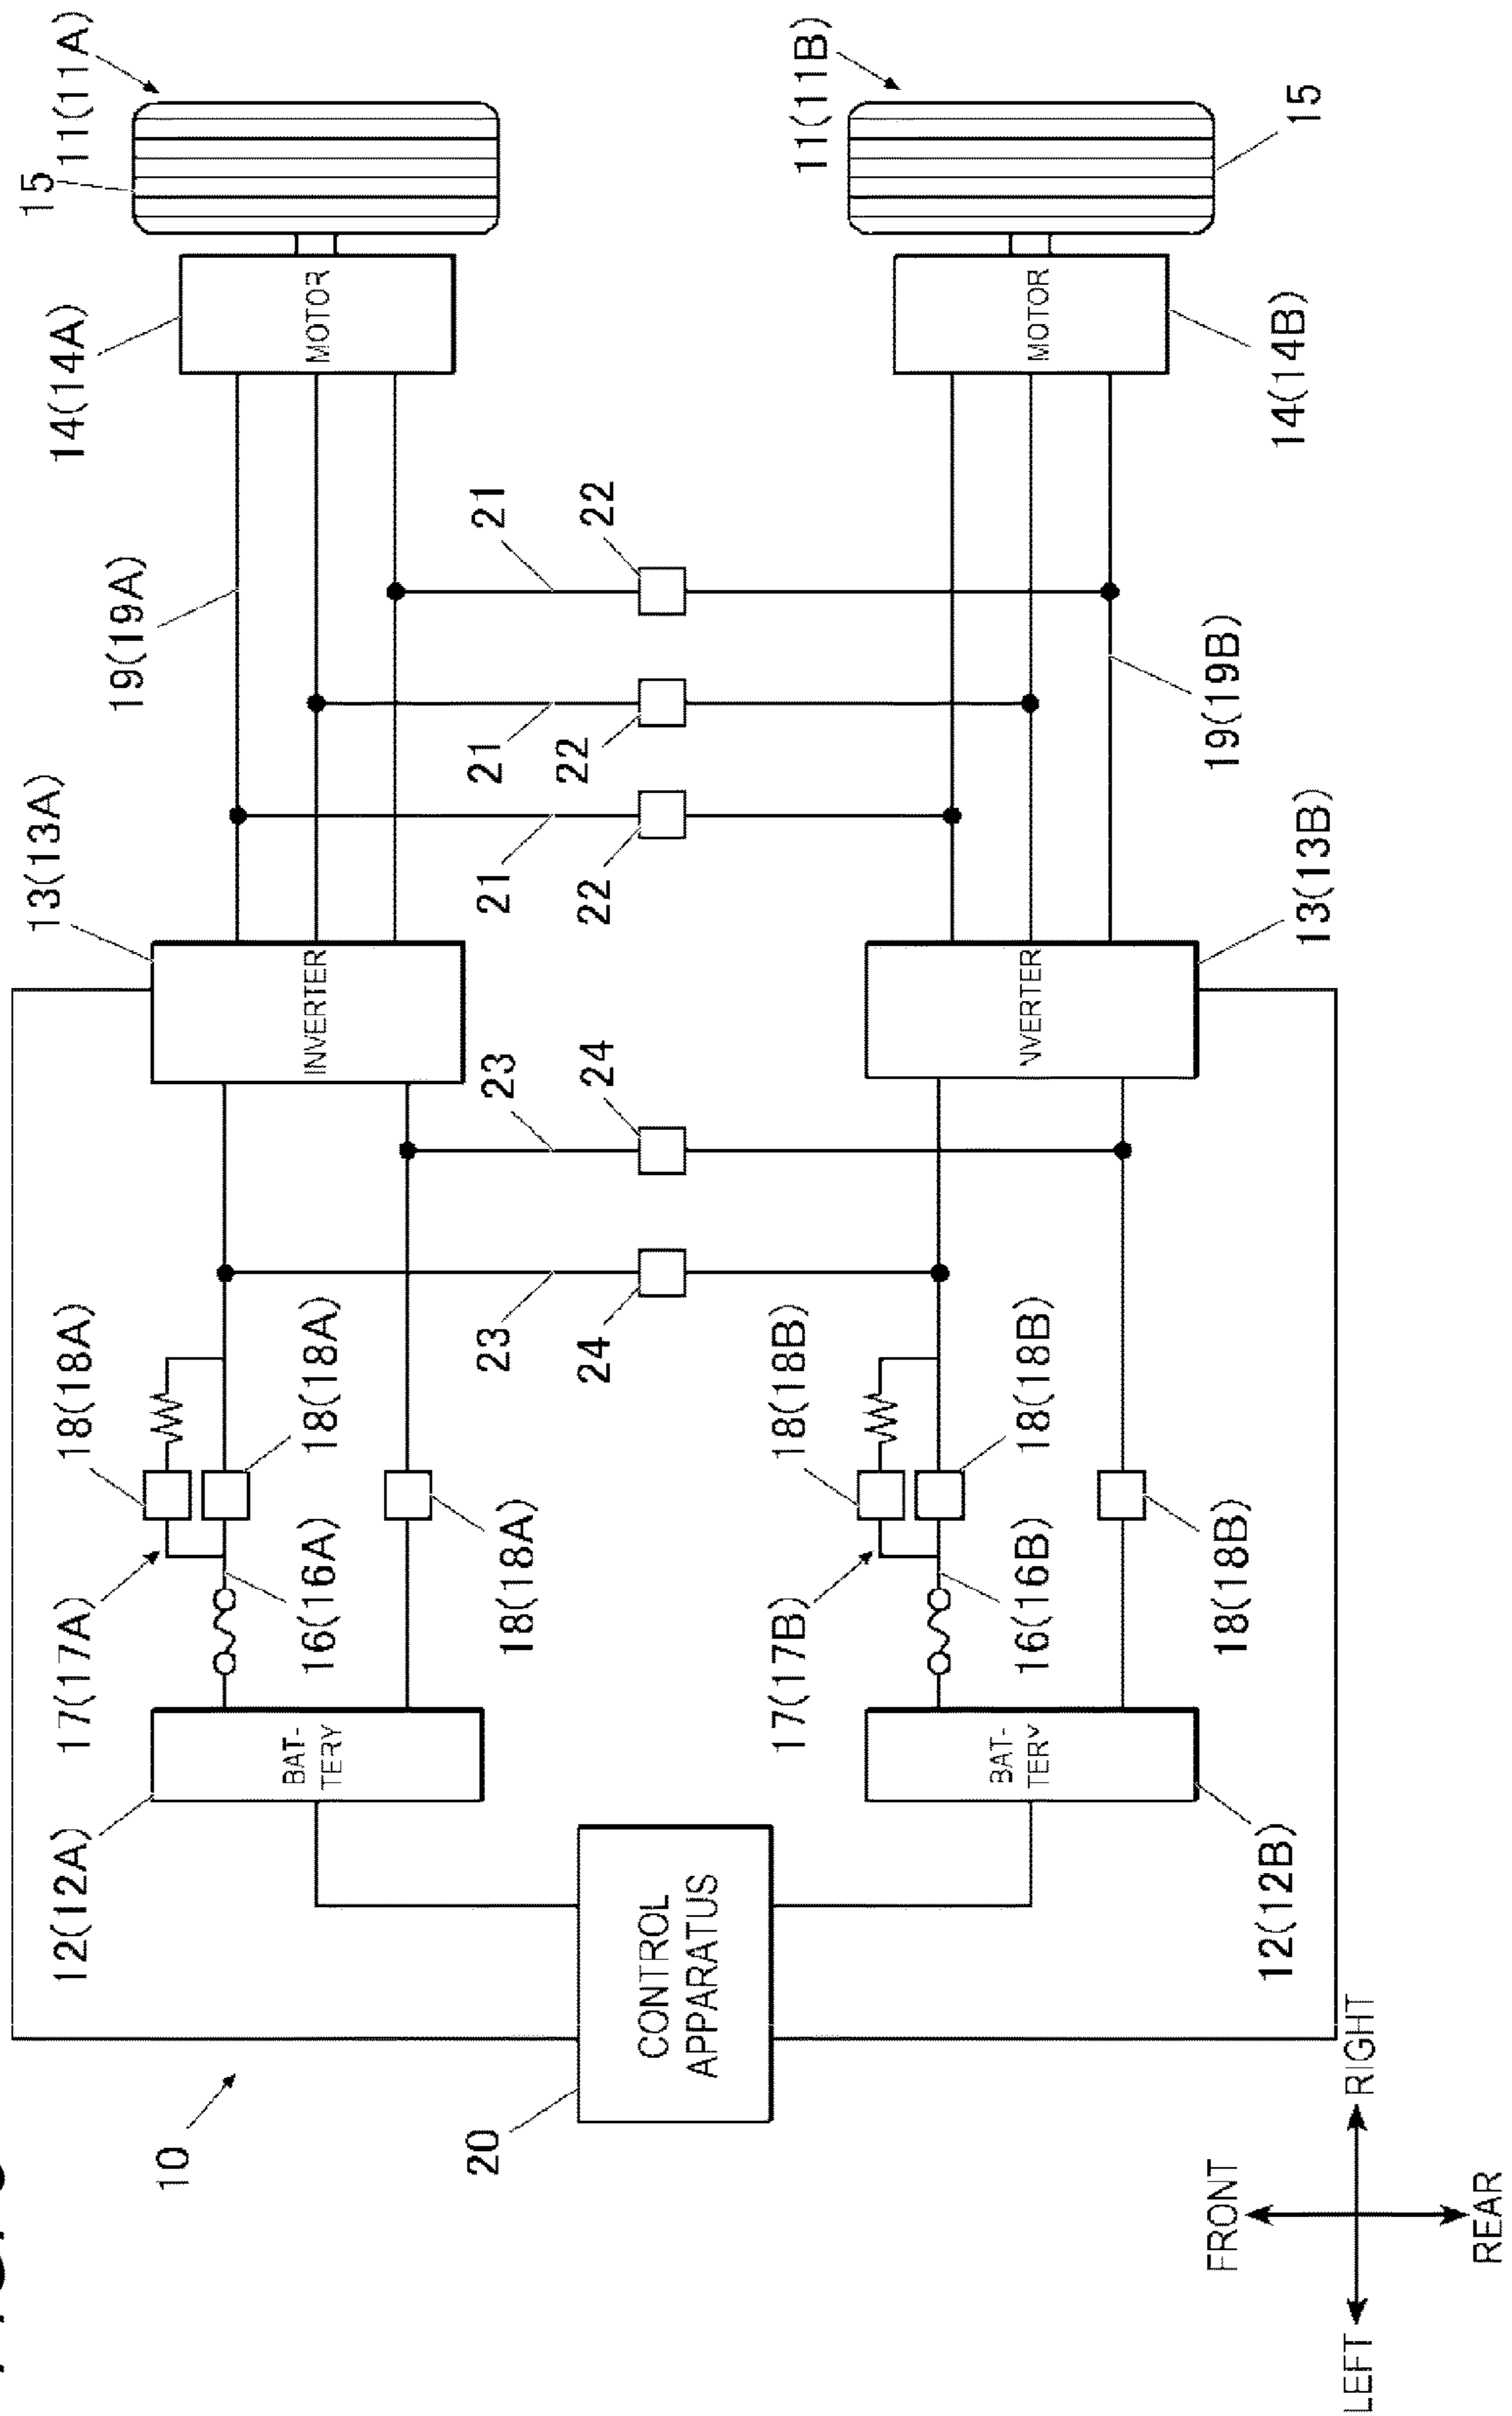 15
13(13A)
12(12A)
17(17A)
18(18A)
14(14A)
11(11A)
19(19A)
10
BAT-
TERY
16(16A)
18(18A)
INVERTER
MOTOR
20
18(18A)
23
23
21
21
21
24
24
22
22
22
CONTROL
APPARATUS
17(17B)
18(18B)
11(11B)
BAT-
TERY
16(16B)
18(18B)
NVERTER
MOTOR
FRONT
12(12B)
18(18B)
13(13B)
19(19B)
14(14B)
15
LEFT
RIGHT
REAR